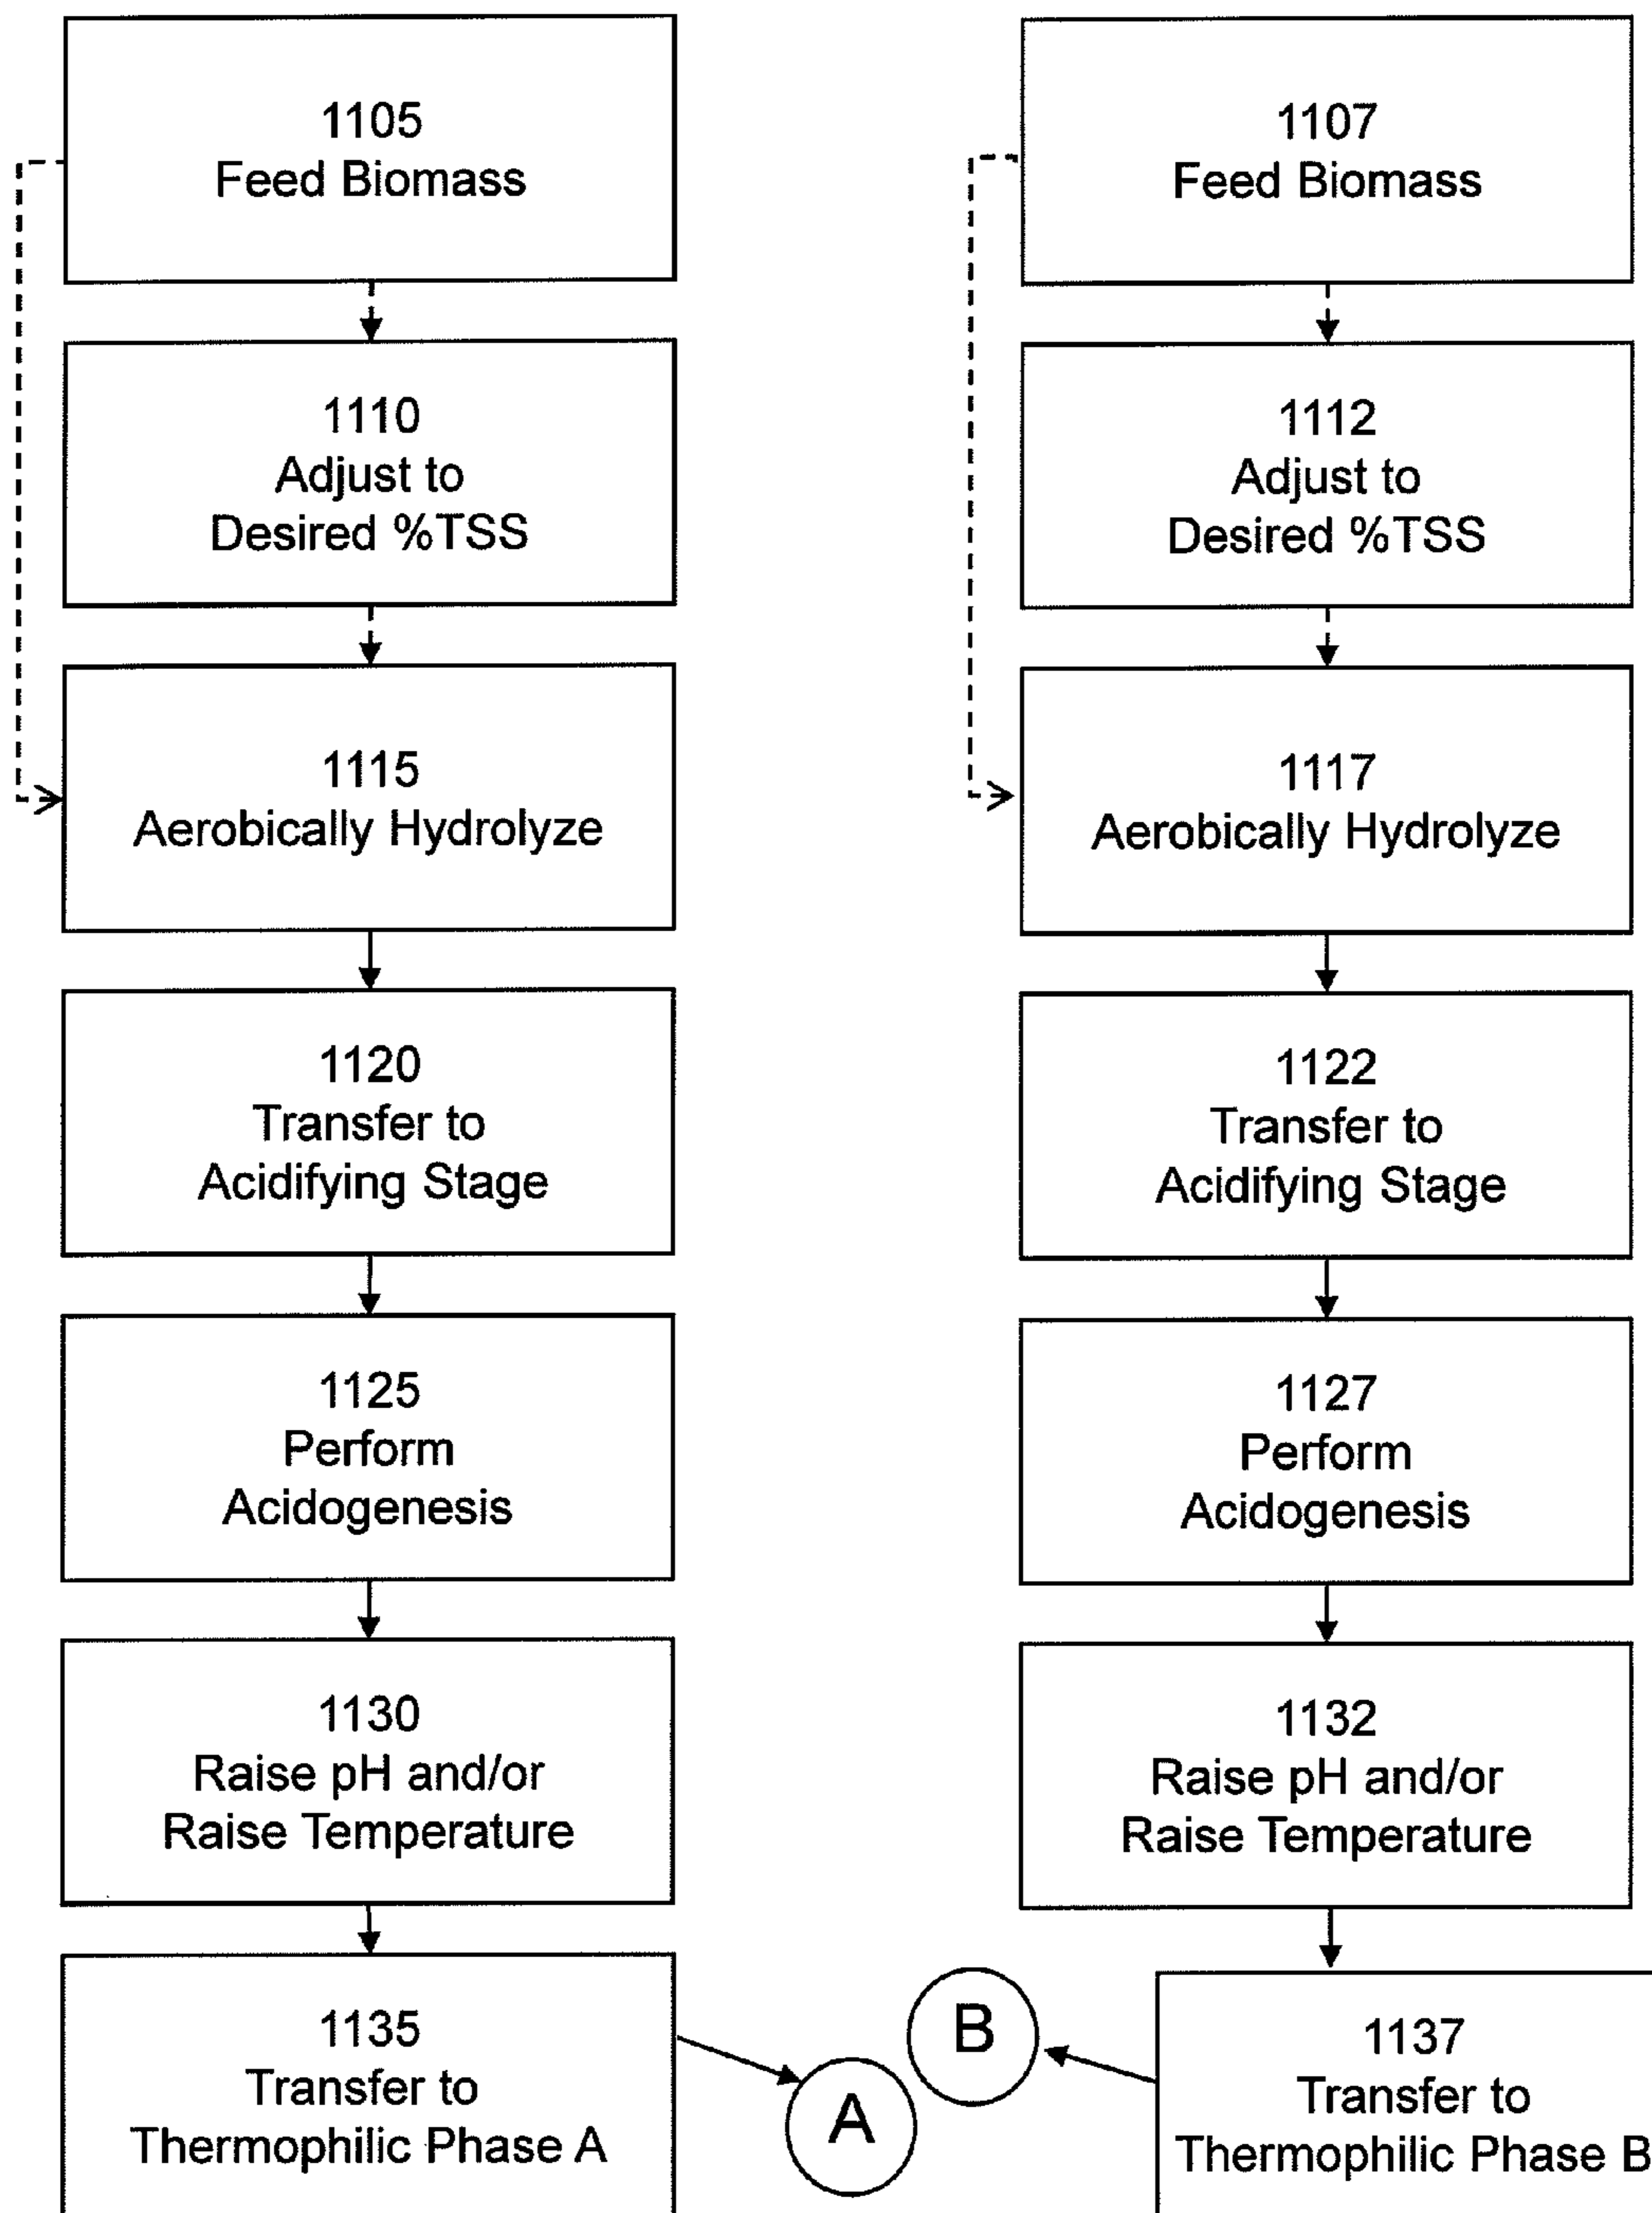 1105
Feed Biomass
1110
Adjust to
Desired %TSS
1115
Aerobically Hydrolyze
1120
Transfer to
Acidifying Stage
1125
Perform
Acidogenesis
1130
Raise pH and/or
Raise Temperature
1135
Transfer to
Thermophilic Phase A
A
1107
Feed Biomass
1112
Adjust to
Desired %TSS
1117
Aerobically Hydrolyze
1122
Transfer to
Acidifying Stage
1127
Perform
Acidogenesis
1132
Raise pH and/or
Raise Temperature
1137
Transfer to
Thermophilic Phase B
B